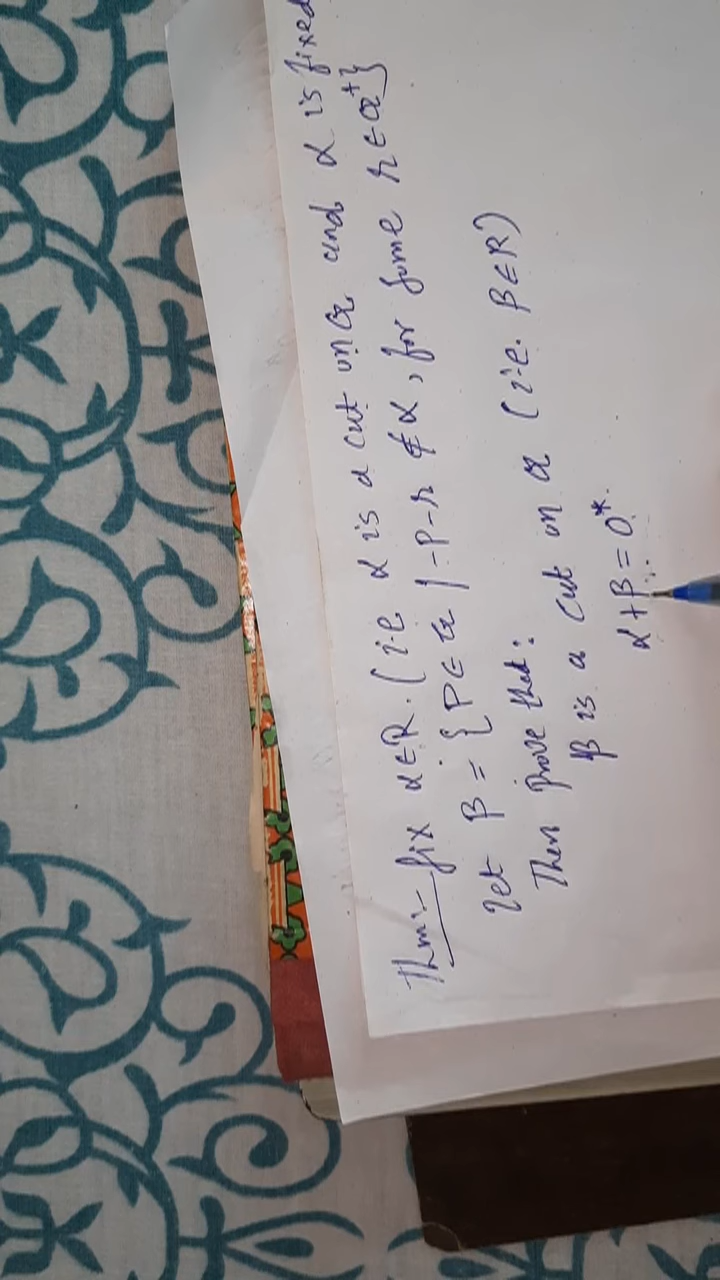 Thm:- fix α∈R. (i.e α is a cut on Q and α is fixed
let β = {P∈Q | -P-r ∉ α, for some r∈Q⁺}
Then prove that:
β is a cut on Q (i.e. β∈R)
α+β = 0*.